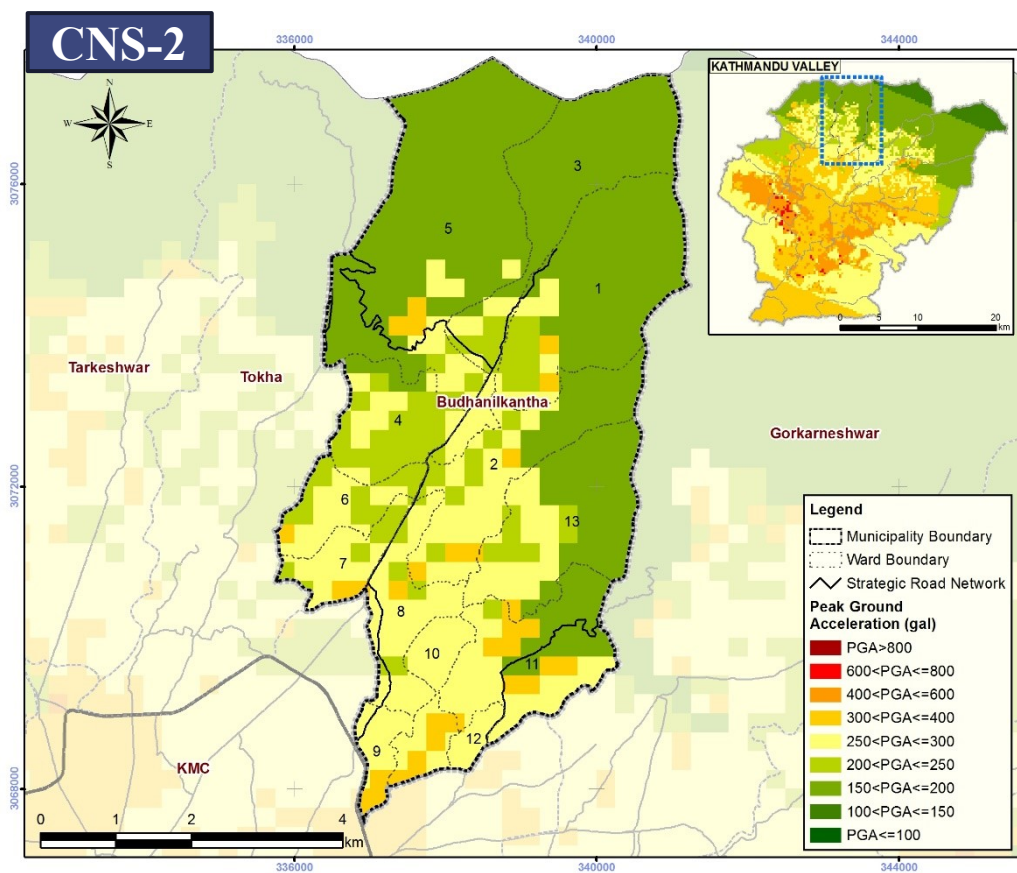 CNS-2
336000
340000
344000
N
W
E
S
KATHMANDU VALLEY
0
5
10
20
km
3076000
3072000
3068000
3
5
1
Tarkeshwar
Tokha
Budhanilkantha
Gorkarneshwar
4
2
6
13
7
8
10
11
9
12
KMC
Legend
Municipality Boundary
Ward Boundary
Strategic Road Network
Peak Ground
Acceleration (gal)
PGA>800
600<PGA<=800
400<PGA<=600
300<PGA<=400
250<PGA<=300
200<PGA<=250
150<PGA<=200
100<PGA<=150
PGA<=100
0
1
2
4
km
336000
340000
344000